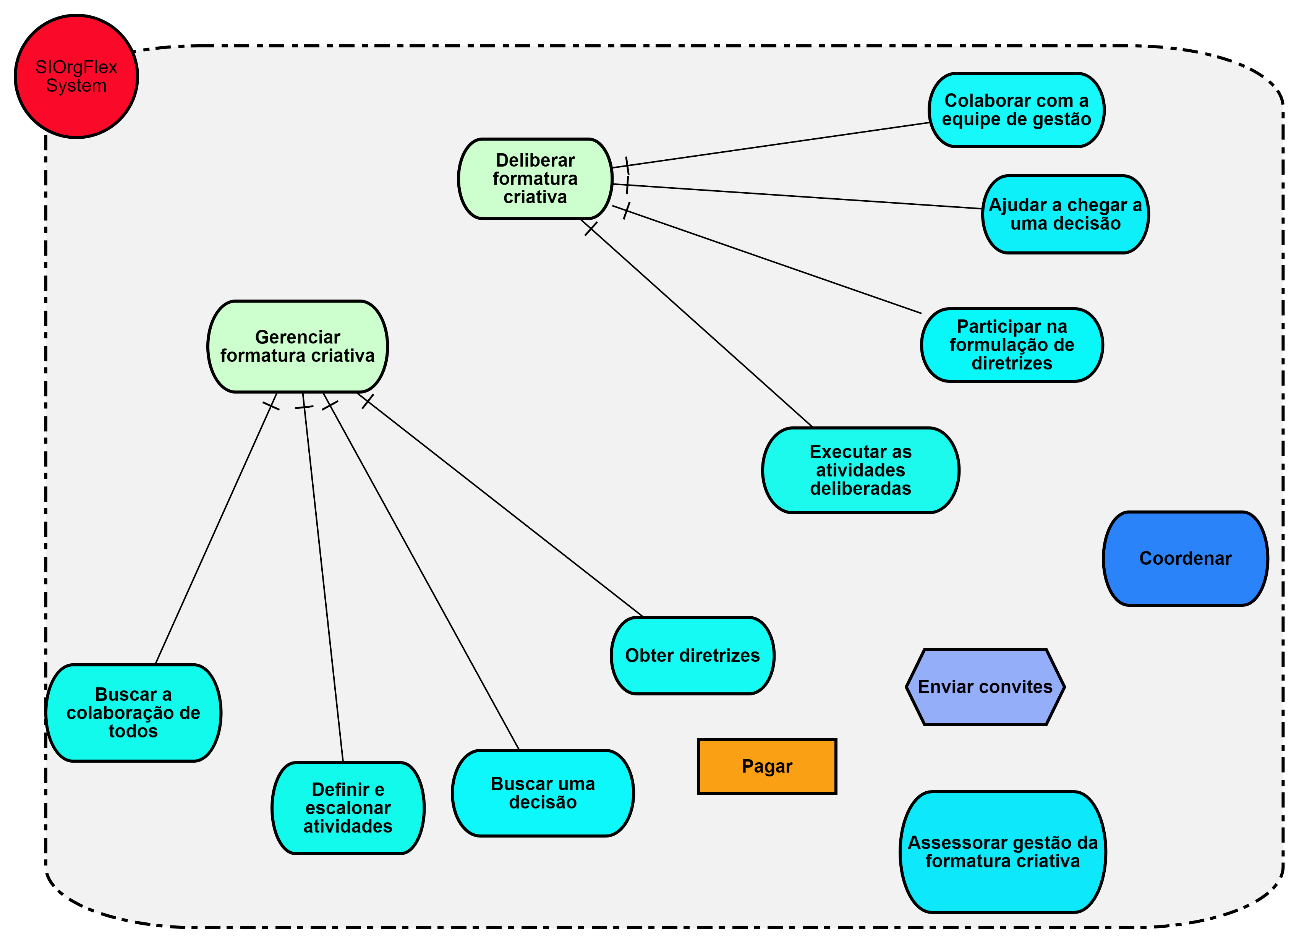 SIOrgFlex
System
Colaborar com a
equipe de gestão
Deliberar
formatura
criativa
Ajudar a chegar a
uma decisão
Gerenciar
formatura criativa
Participar na
formulação de
diretrizes
Executar as
atividades
deliberadas
Coordenar
Obter diretrizes
Enviar convites
Buscar a
colaboração de
todos
Pagar
Definir e
escalonar
atividades
Buscar uma
decisão
Assessorar gestão da
formatura criativa